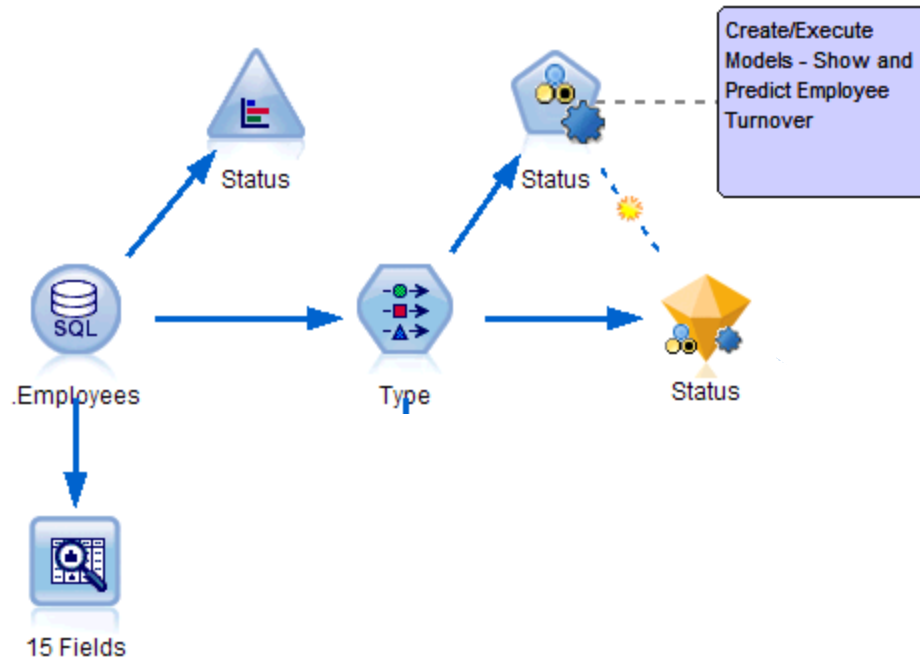 Create/Execute
Models - Show and
Predict Employee
Turnover
Status
Status
SQL
.Employees
Type
Status
15 Fields